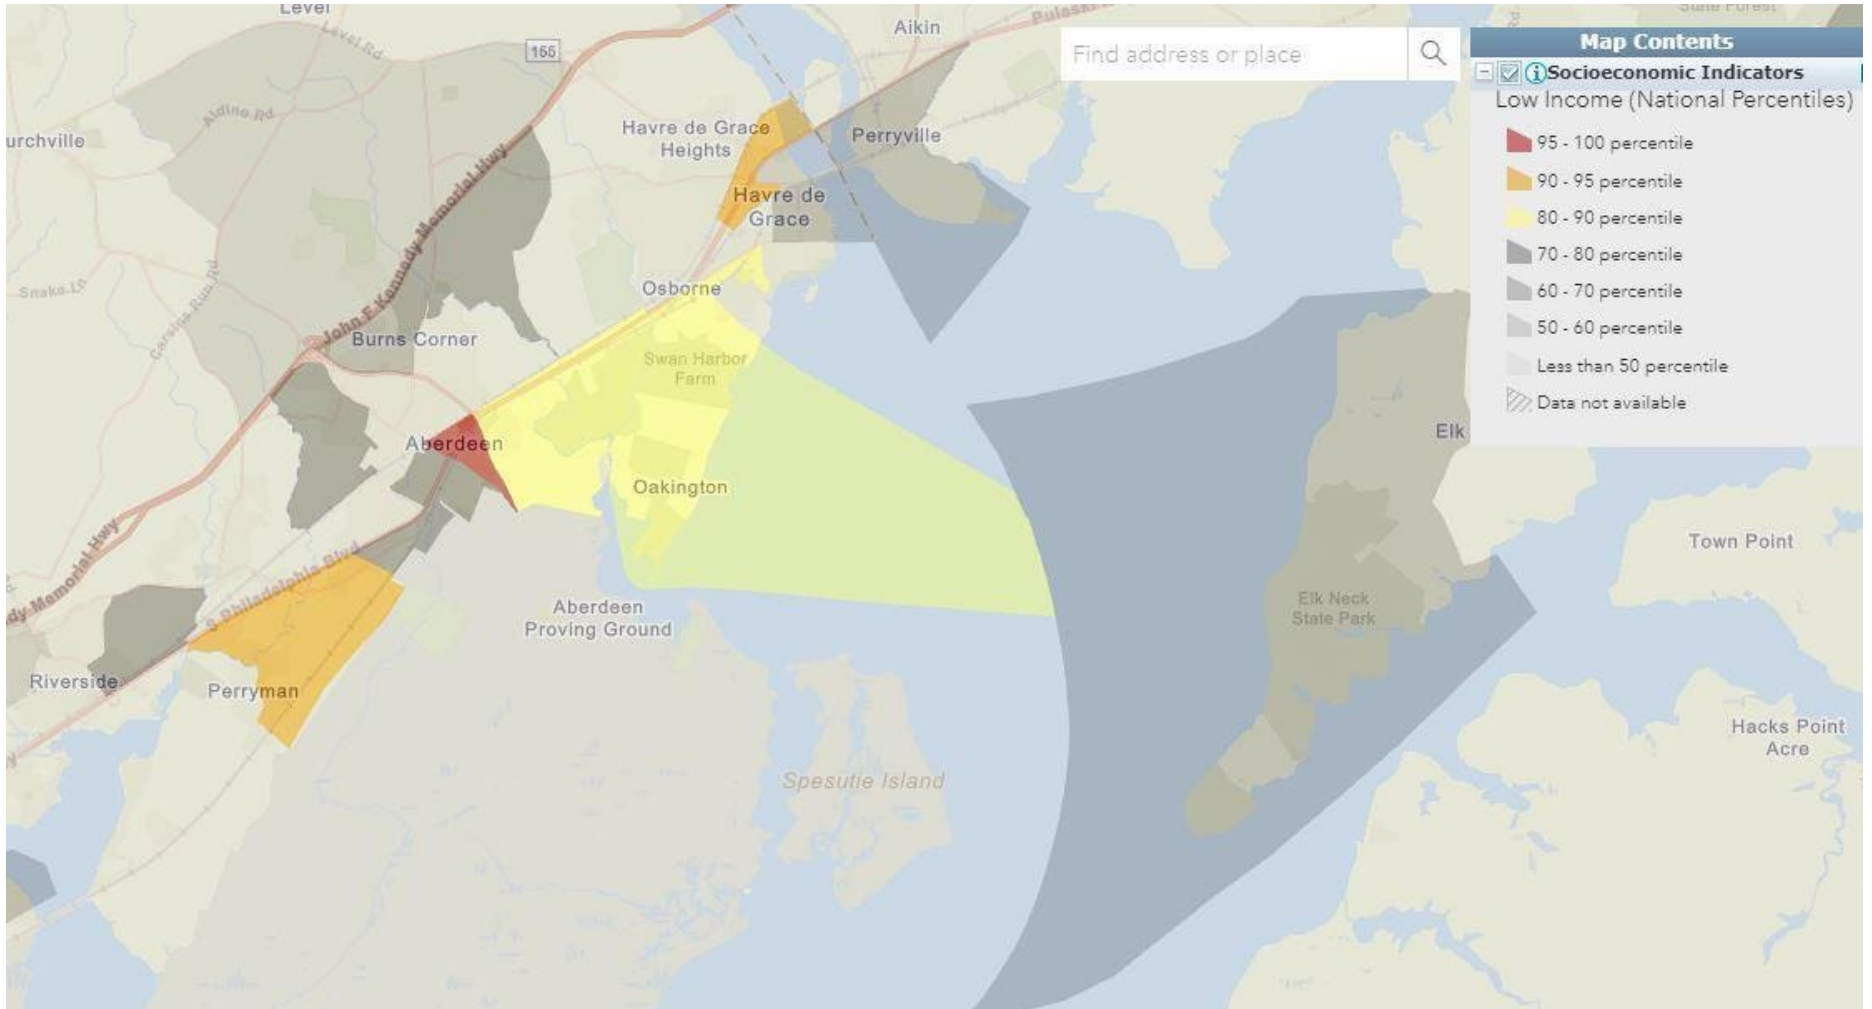 Level
Level Rd
155
Aikin
Pulaski
State Forest
Rd
Find address or place
Map Contents
Socioeconomic Indicators
Low Income (National Percentiles)
95 - 100 percentile
90 - 95 percentile
80 - 90 percentile
70 - 80 percentile
60 - 70 percentile
50 - 60 percentile
Less than 50 percentile
Data not available
urchville
Aldino Rd
Havre de Grace
Heights
Perryville
Havre de
Grace
John F Kennedy Memorial Hwy
Snake Ln
Carsins Run Rd
Osborne
Burns Corner
Swan Harbor
Farm
Aberdeen
Elk
Oakington
dy Memorial Hwy
S Philadelphia Blvd
Town Point
Aberdeen
Proving Ground
Elk Neck
State Park
Riverside
Perryman
Hacks Point
Acre
Spesutie Island